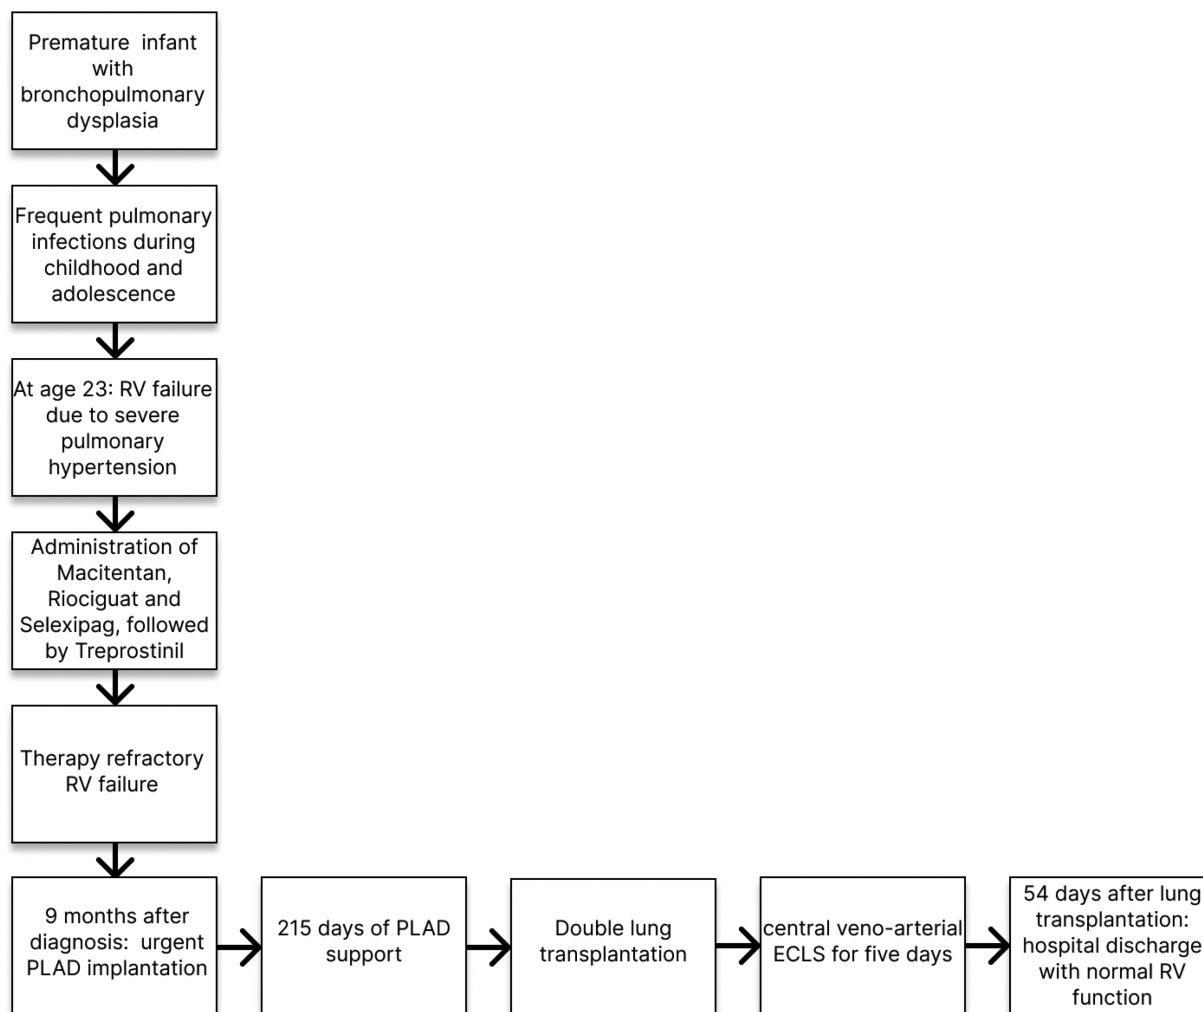 Premature infant
with
bronchopulmonary
dysplasia
Frequent pulmonary
infections during
childhood and
adolescence
At age 23: RV failure
due to severe
pulmonary
hypertension
Administration of
Macitentan,
Riociguat and
Selexipag, followed
by Treprostinil
Therapy refractory
RV failure
9 months after
diagnosis: urgent
PLAD implantation
215 days of PLAD
support
Double lung
transplantation
central veno-arterial
ECLS for five days
54 days after lung
transplantation:
hospital discharge
with normal RV
function